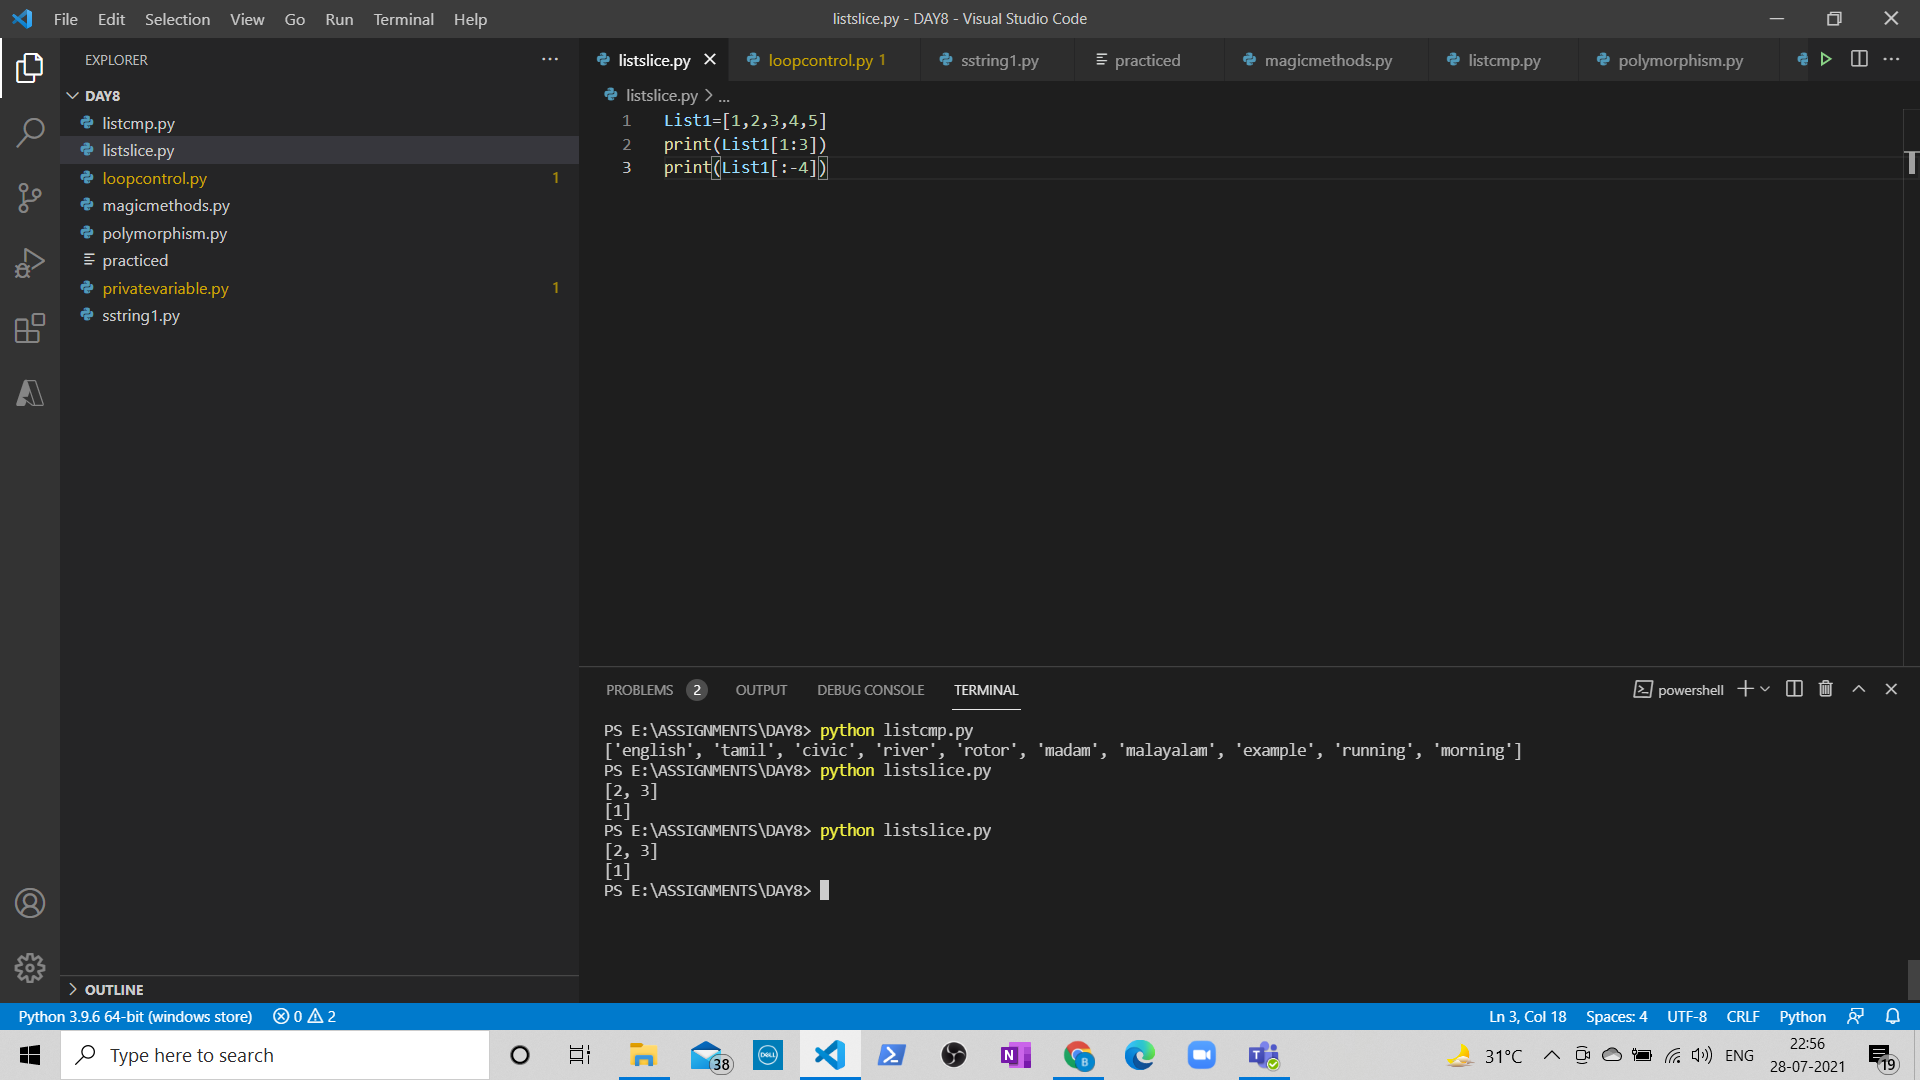 File Edit Selection View Go Run Terminal Help
listslice.py - DAY8 - Visual Studio Code
EXPLORER
DAY8
listcmp.py
listslice.py
loopcontrol.py 1
magicmethods.py
polymorphism.py
practiced
privatevariable.py 1
sstring1.py
OUTLINE
listslice.py loopcontrol.py 1 sstring1.py practiced magicmethods.py listcmp.py polymorphism.py
listslice.py > ...
1 List1=[1,2,3,4,5]
2 print(List1[1:3])
3 print(List1[:-4])
PROBLEMS 2 OUTPUT DEBUG CONSOLE TERMINAL
powershell
PS E:\ASSIGNMENTS\DAY8> python listcmp.py
['english', 'tamil', 'civic', 'river', 'rotor', 'madam', 'malayalam', 'example', 'running', 'morning']
PS E:\ASSIGNMENTS\DAY8> python listslice.py
[2, 3]
[1]
PS E:\ASSIGNMENTS\DAY8> python listslice.py
[2, 3]
[1]
PS E:\ASSIGNMENTS\DAY8>
Python 3.9.6 64-bit (windows store) 0 2
Ln 3, Col 18 Spaces: 4 UTF-8 CRLF Python
Type here to search
38
DELL
N
B
T
31°C
ENG
22:56
28-07-2021
19